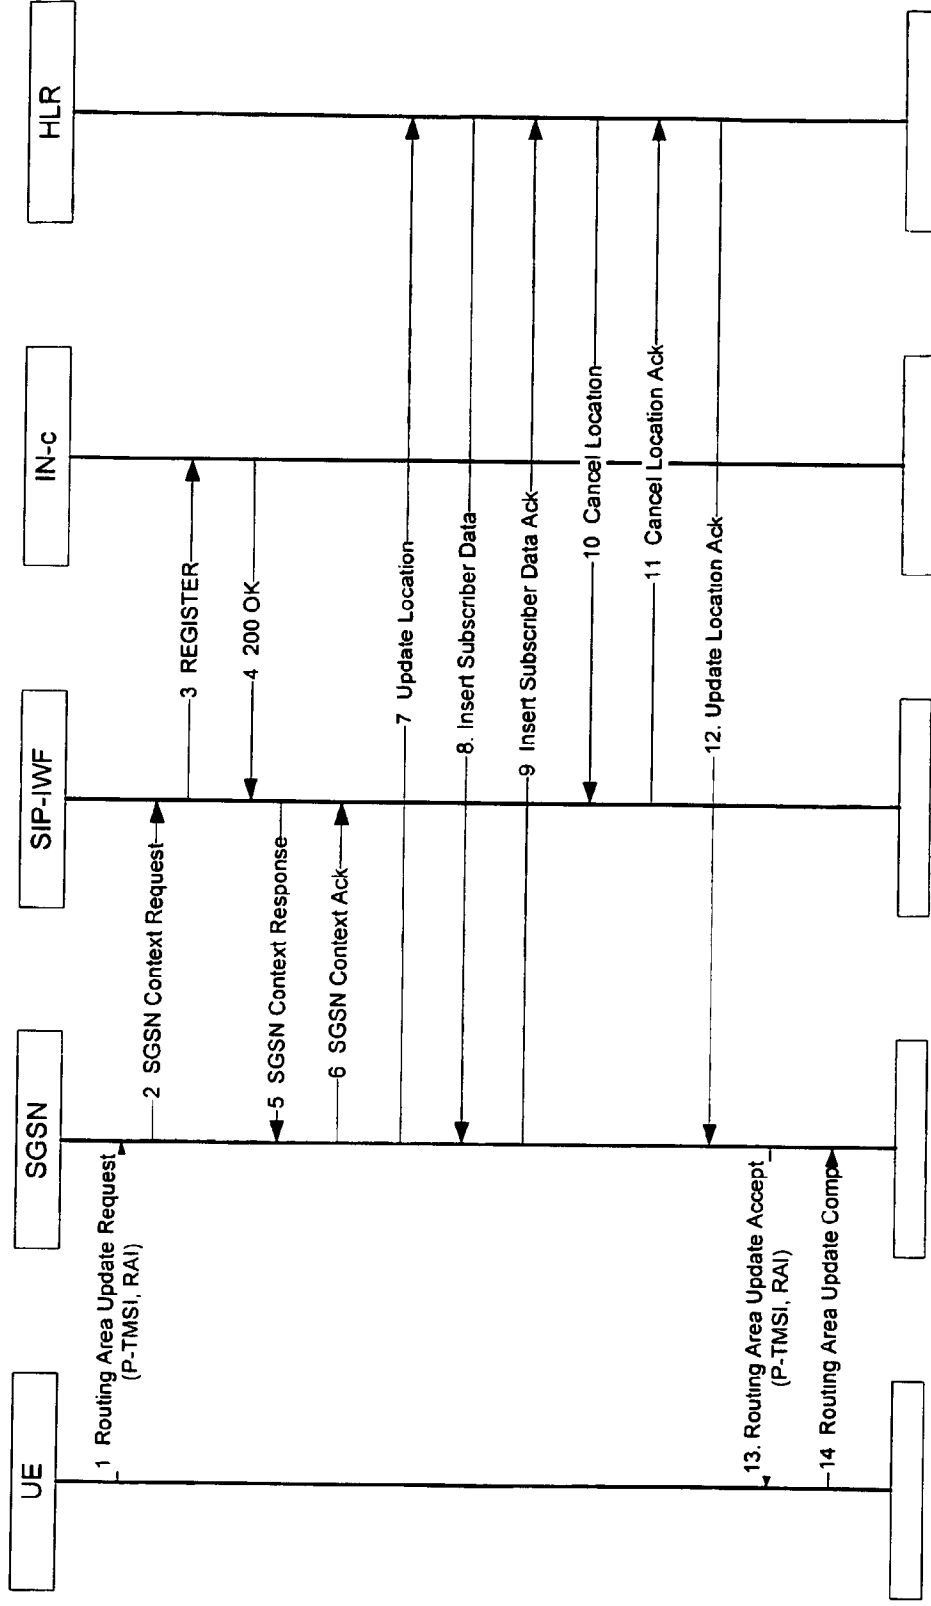 UE
SGSN
SIP-IWF
IN-c
HLR
1 Routing Area Update Request
(P-TMSI, RAI)
2 SGSN Context Request
3 REGISTER
4 200 OK
5 SGSN Context Response
6 SGSN Context Ack
7 Update Location
8. Insert Subscriber Data
9 Insert Subscriber Data Ack
10 Cancel Location
11 Cancel Location Ack
12. Update Location Ack
13. Routing Area Update Accept
(P-TMSI, RAI)
14 Routing Area Update Comp